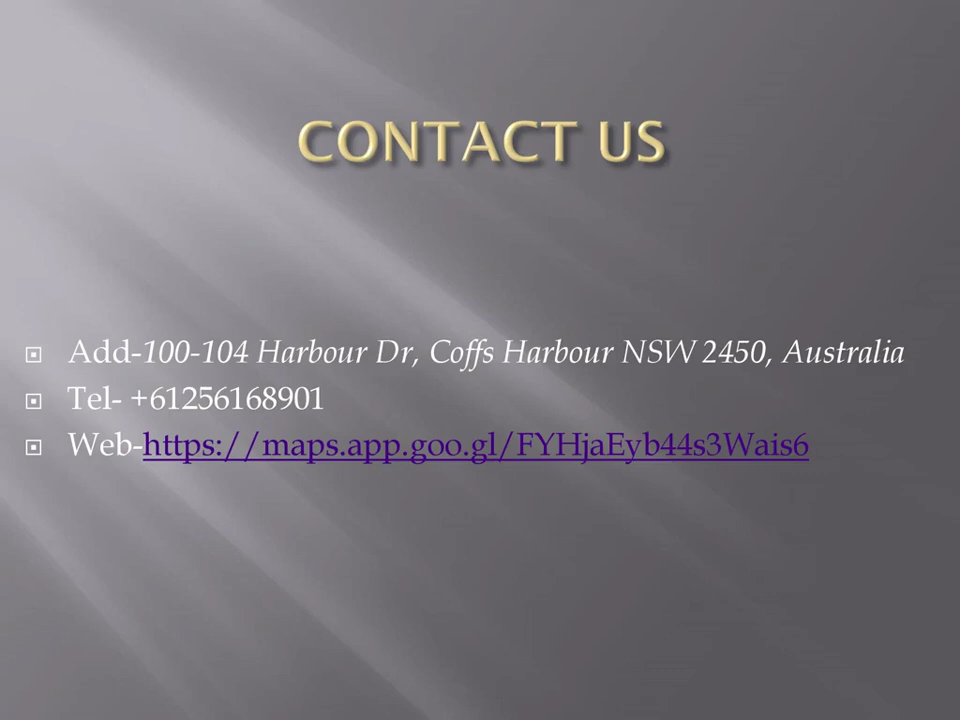 CONTACT US
Add-100-104 Harbour Dr, Coffs Harbour NSW 2450, Australia
Tel- +61256168901
Web-https://maps.app.goo.gl/FYHjaEyb44s3Wais6